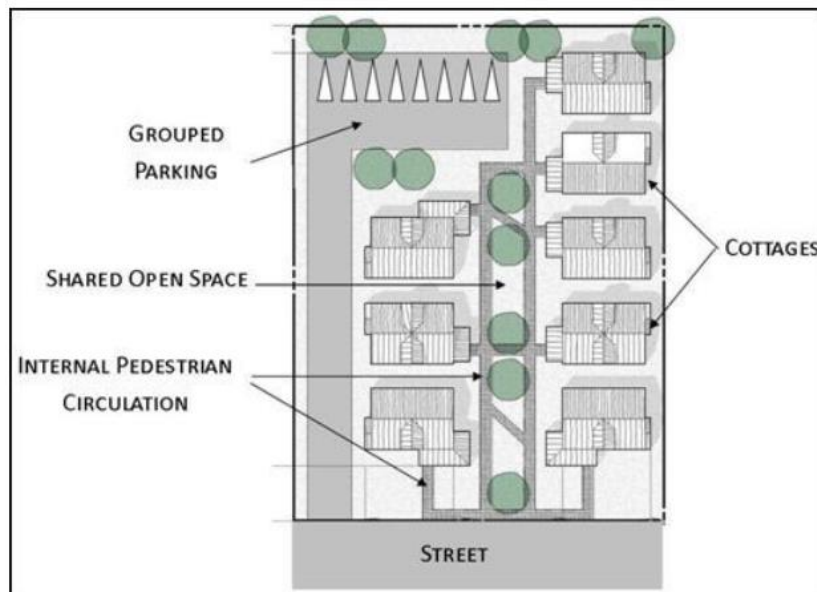 GROUPED
PARKING
COTTAGES
SHARED OPEN SPACE
INTERNAL PEDESTRIAN
CIRCULATION
STREET